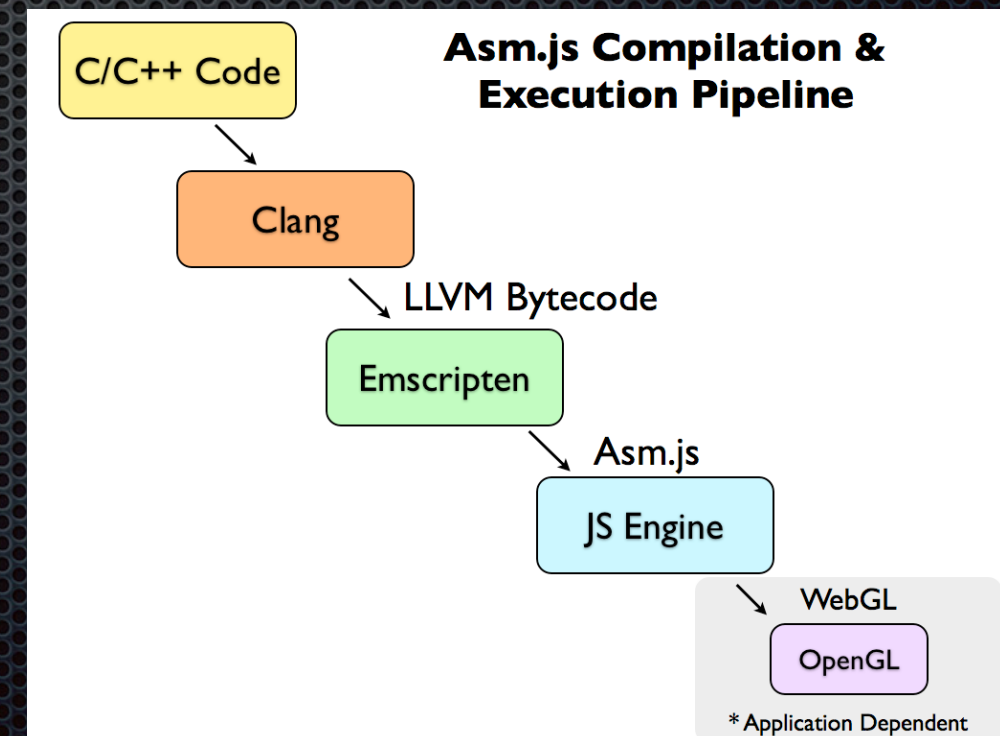 Asm.js Compilation &
Execution Pipeline
C/C++ Code
Clang
LLVM Bytecode
Emscripten
Asm.js
JS Engine
WebGL
OpenGL
* Application Dependent